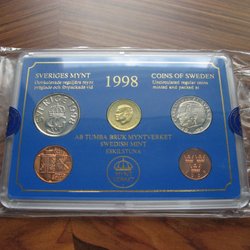 SVERIGES MYNT
Ocirkulerade reguljära mynt
präglade och förpackade vid
1998
COINS OF SWEDEN
Uncirculated regular coins
minted and packed at
AB TUMBA BRUK MYNTVERKET
SWEDISH MINT
ESKILSTUNA